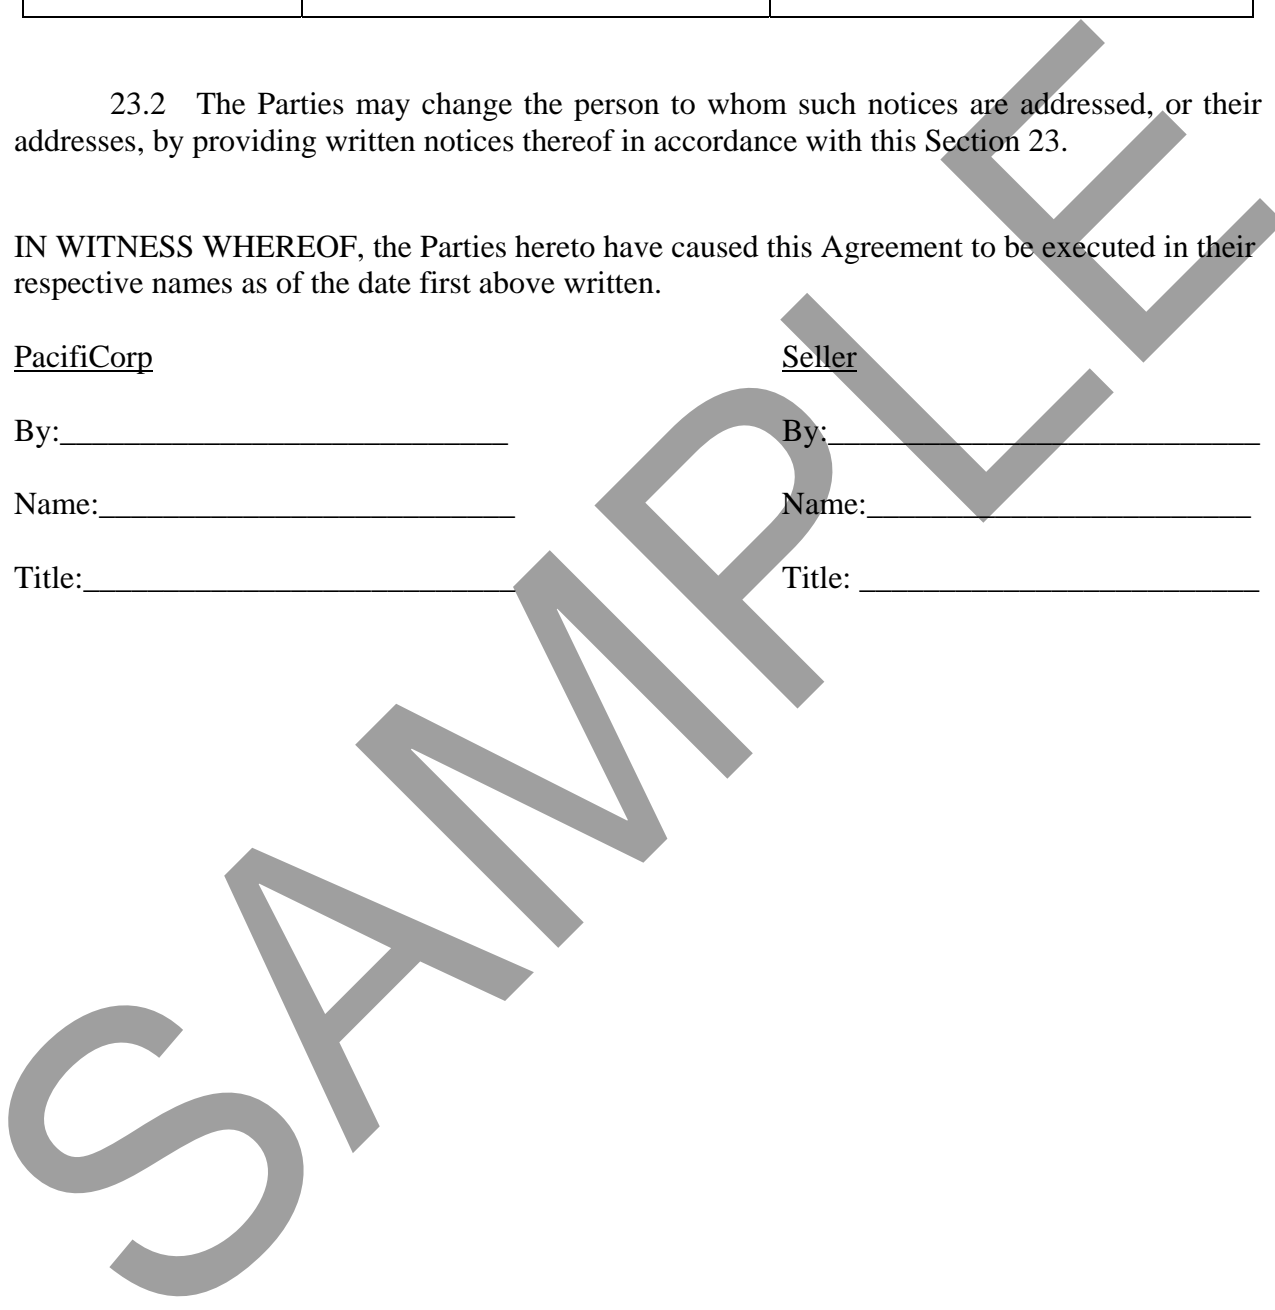 23.2 The Parties may change the person to whom such notices are addressed, or their
addresses, by providing written notices thereof in accordance with this Section 23.
IN WITNESS WHEREOF, the Parties hereto have caused this Agreement to be executed in their
respective names as of the date first above written.
PacifiCorp Seller
By:____________________________ By:___________________________
Name:__________________________ Name:________________________
Title:___________________________ Title: _________________________
SAMPLE